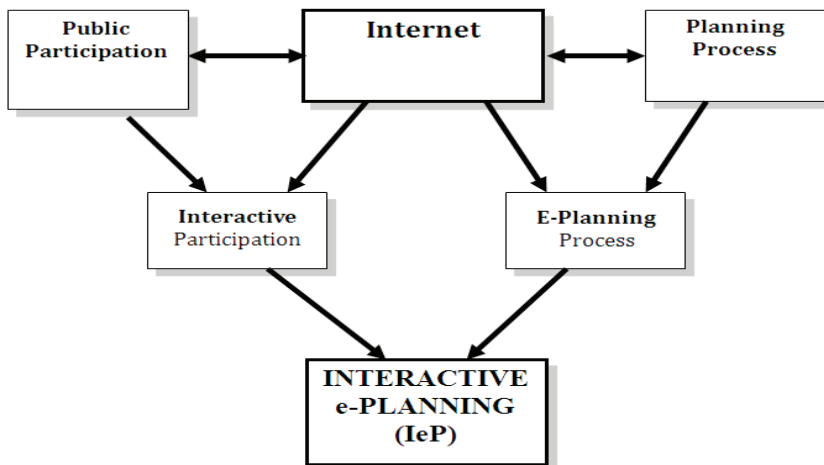 Public
Participation
Internet
Planning
Process
Interactive
Participation
E-Planning
Process
INTERACTIVE
e-PLANNING
(IeP)